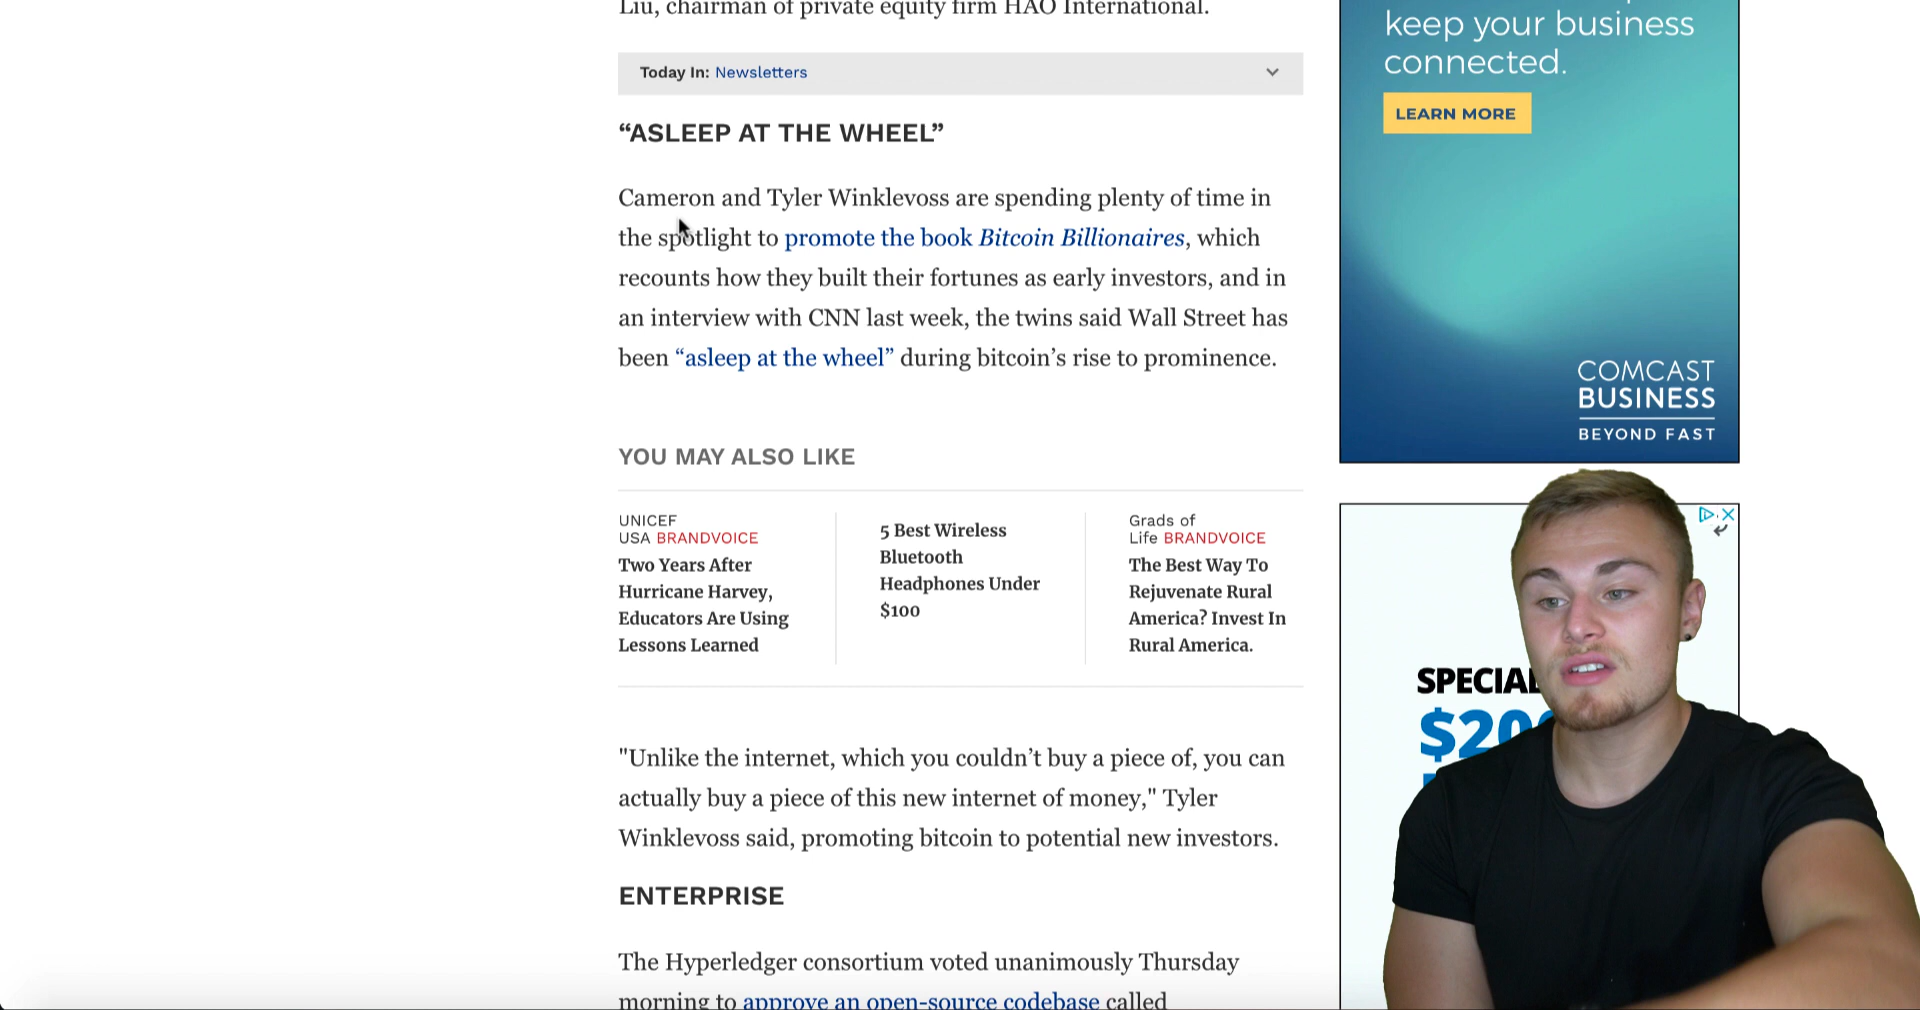 Liu, chairman of private equity firm HAO International.
Today In: Newsletters
“ASLEEP AT THE WHEEL”
Cameron and Tyler Winklevoss are spending plenty of time in
the spotlight to promote the book Bitcoin Billionaires, which
recounts how they built their fortunes as early investors, and in
an interview with CNN last week, the twins said Wall Street has
been “asleep at the wheel” during bitcoin’s rise to prominence.
YOU MAY ALSO LIKE
UNICEF
USA BRANDVOICE
Two Years After
Hurricane Harvey,
Educators Are Using
Lessons Learned
5 Best Wireless
Bluetooth
Headphones Under
$100
Grads of
Life BRANDVOICE
The Best Way To
Rejuvenate Rural
America? Invest In
Rural America.
"Unlike the internet, which you couldn’t buy a piece of, you can
actually buy a piece of this new internet of money," Tyler
Winklevoss said, promoting bitcoin to potential new investors.
ENTERPRISE
The Hyperledger consortium voted unanimously Thursday
morning to approve an open-source codebase called
keep your business
connected.
LEARN MORE
COMCAST
BUSINESS
BEYOND FAST
SPECIAL